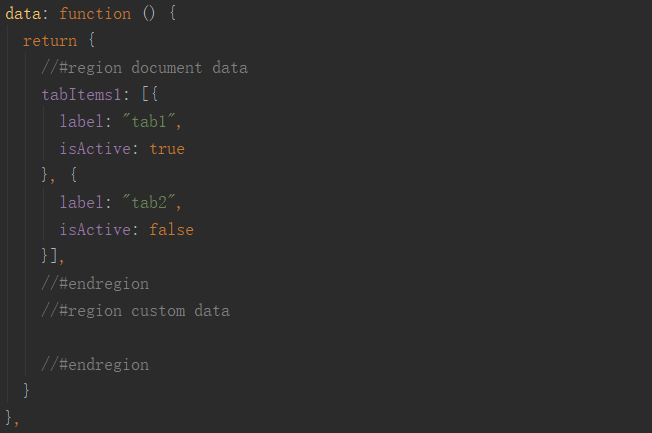 data: function () {
  return {
    //#region document data
    tabItems1: [{
      label: "tab1",
      isActive: true
    }, {
      label: "tab2",
      isActive: false
    }],
    //#endregion
    //#region custom data

    //#endregion
  }
},